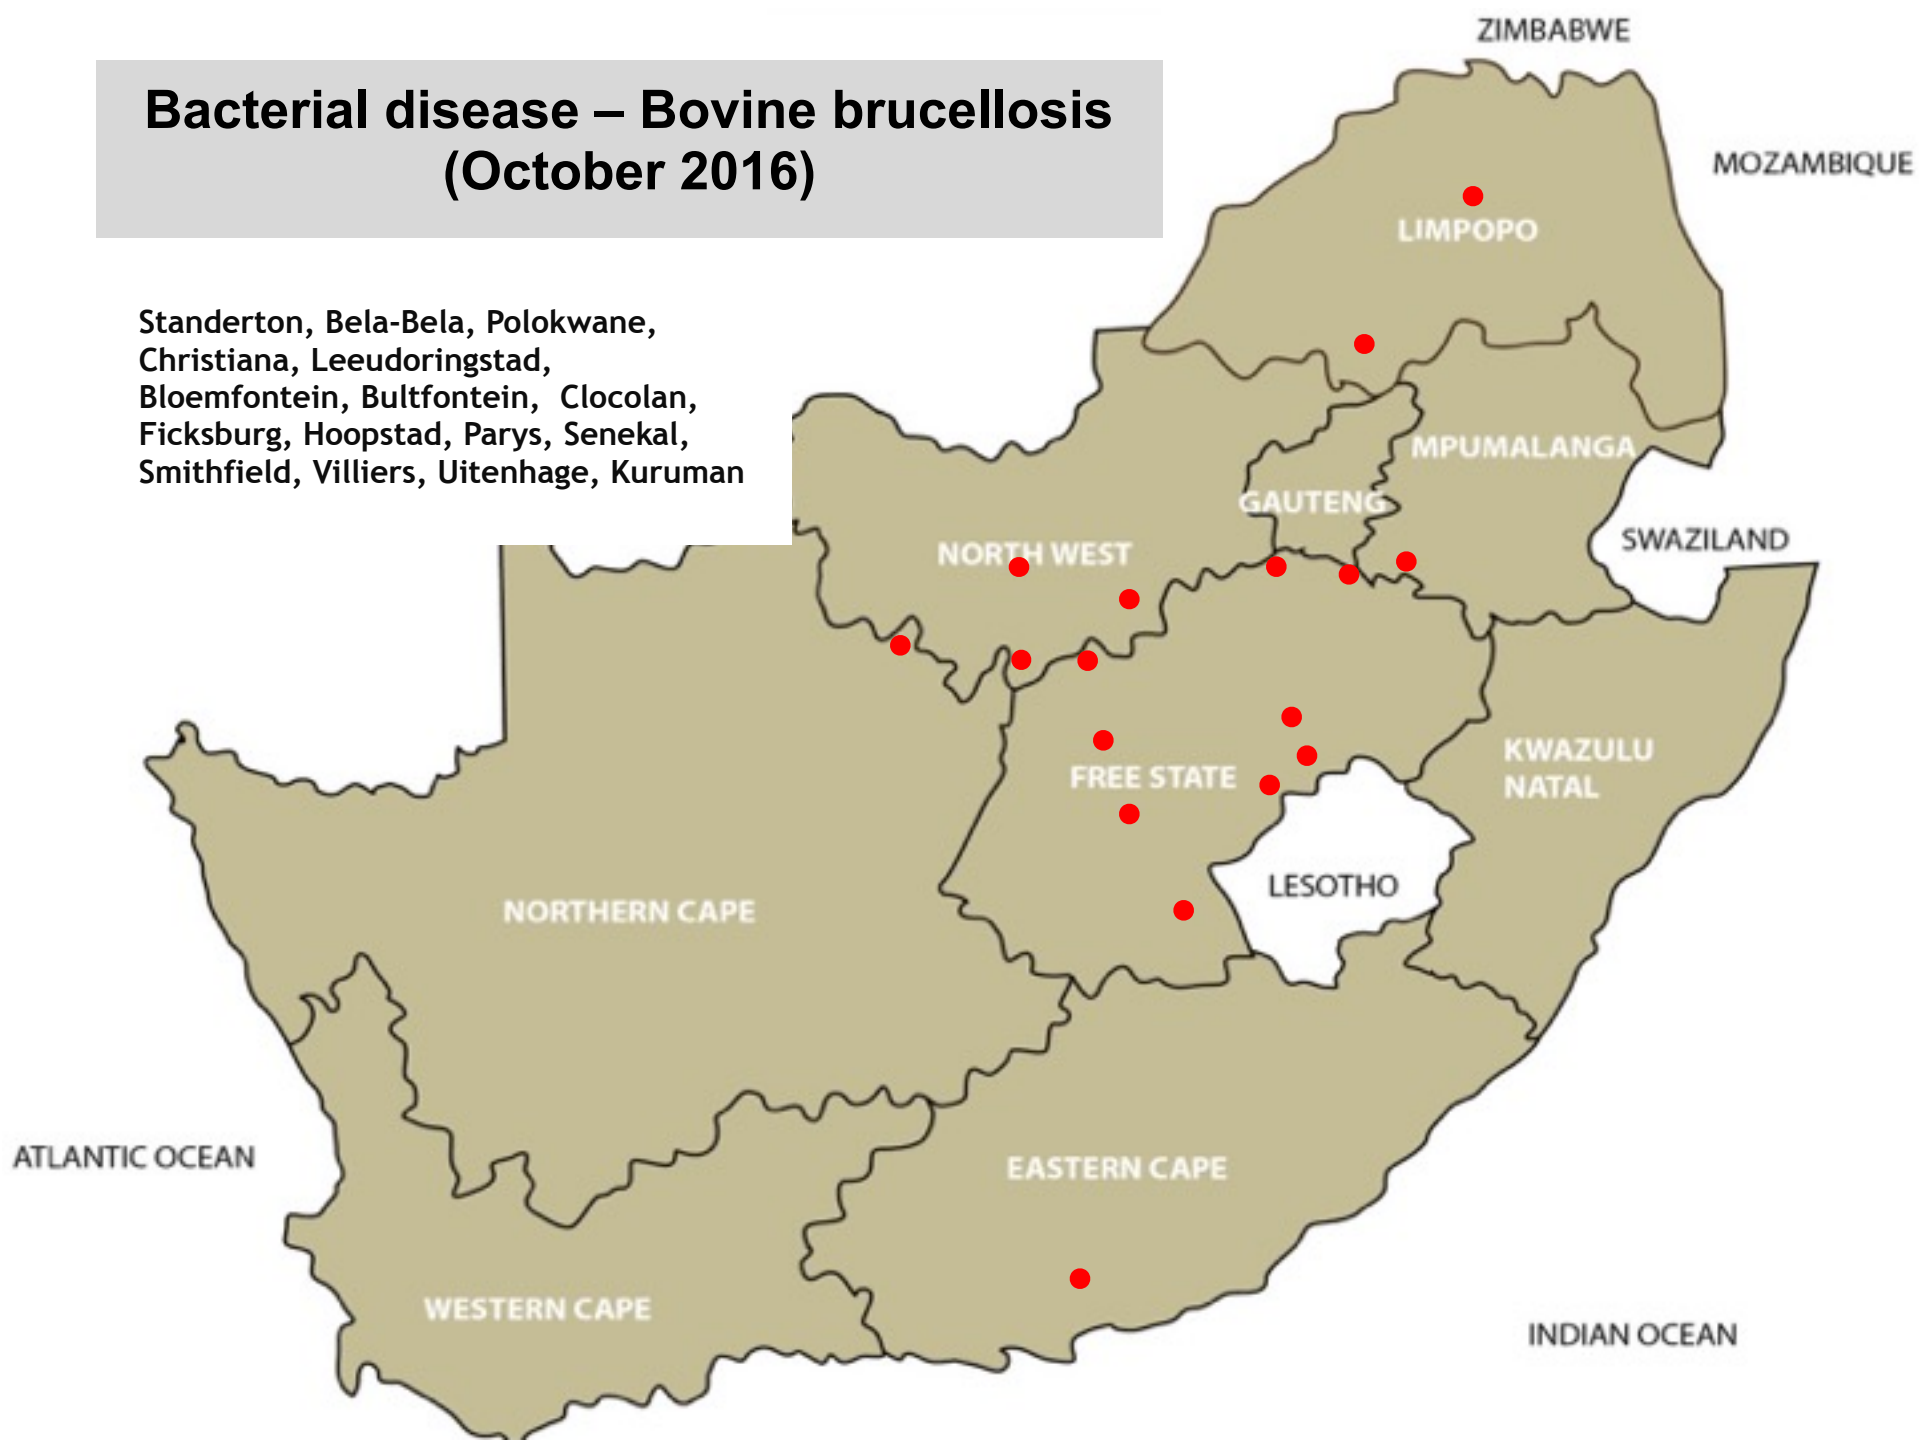 Bacterial disease – Bovine brucellosis
(October 2016)
Standerton, Bela-Bela, Polokwane,
Christiana, Leeudoringstad,
Bloemfontein, Bultfontein,  Clocolan,
Ficksburg, Hoopstad, Parys, Senekal,
Smithfield, Villiers, Uitenhage, Kuruman
ZIMBABWE
MOZAMBIQUE
LIMPOPO
MPUMALANGA
GAUTENG
SWAZILAND
NORTH WEST
KWAZULU
NATAL
FREE STATE
LESOTHO
NORTHERN CAPE
ATLANTIC OCEAN
EASTERN CAPE
WESTERN CAPE
INDIAN OCEAN